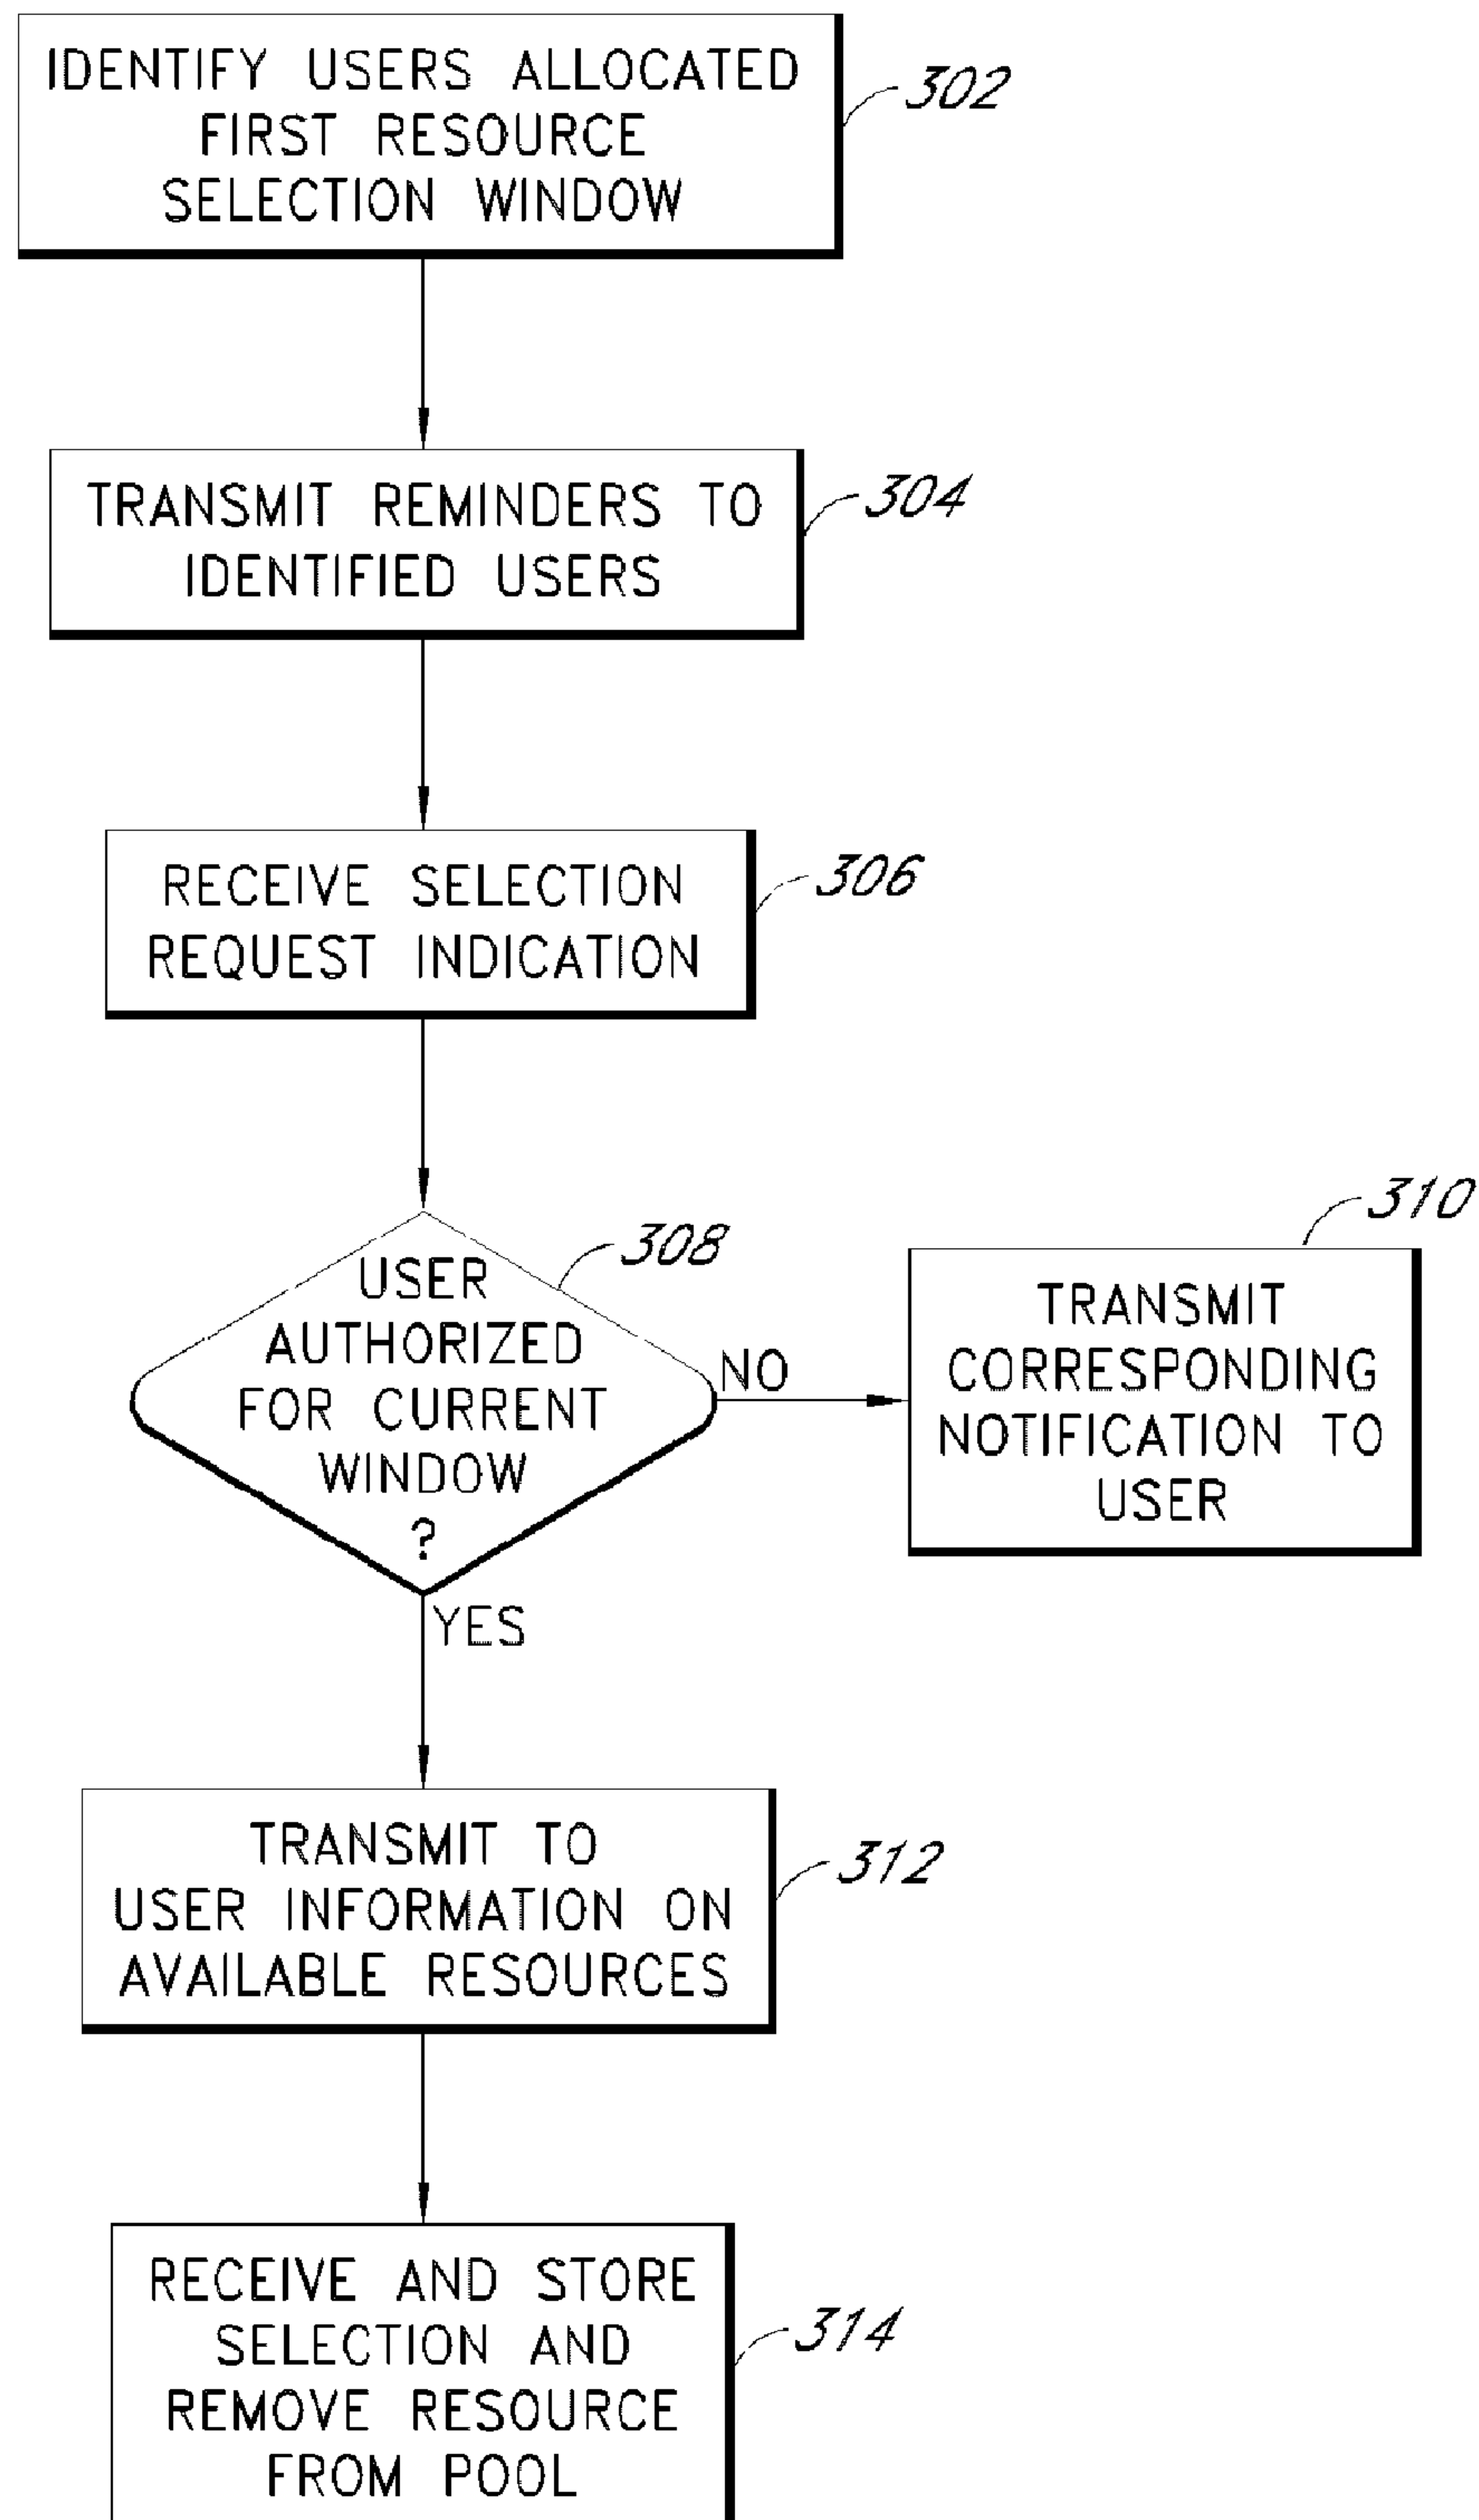 IDENTIFY USERS ALLOCATED
FIRST RESOURCE
SELECTION WINDOW
302
TRANSMIT REMINDERS TO
IDENTIFIED USERS
304
RECEIVE SELECTION
REQUEST INDICATION
306
USER
AUTHORIZED
FOR CURRENT
WINDOW
?
308
NO
310
TRANSMIT
CORRESPONDING
NOTIFICATION TO
USER
YES
TRANSMIT TO
USER INFORMATION ON
AVAILABLE RESOURCES
312
RECEIVE AND STORE
SELECTION AND
REMOVE RESOURCE
FROM POOL
314